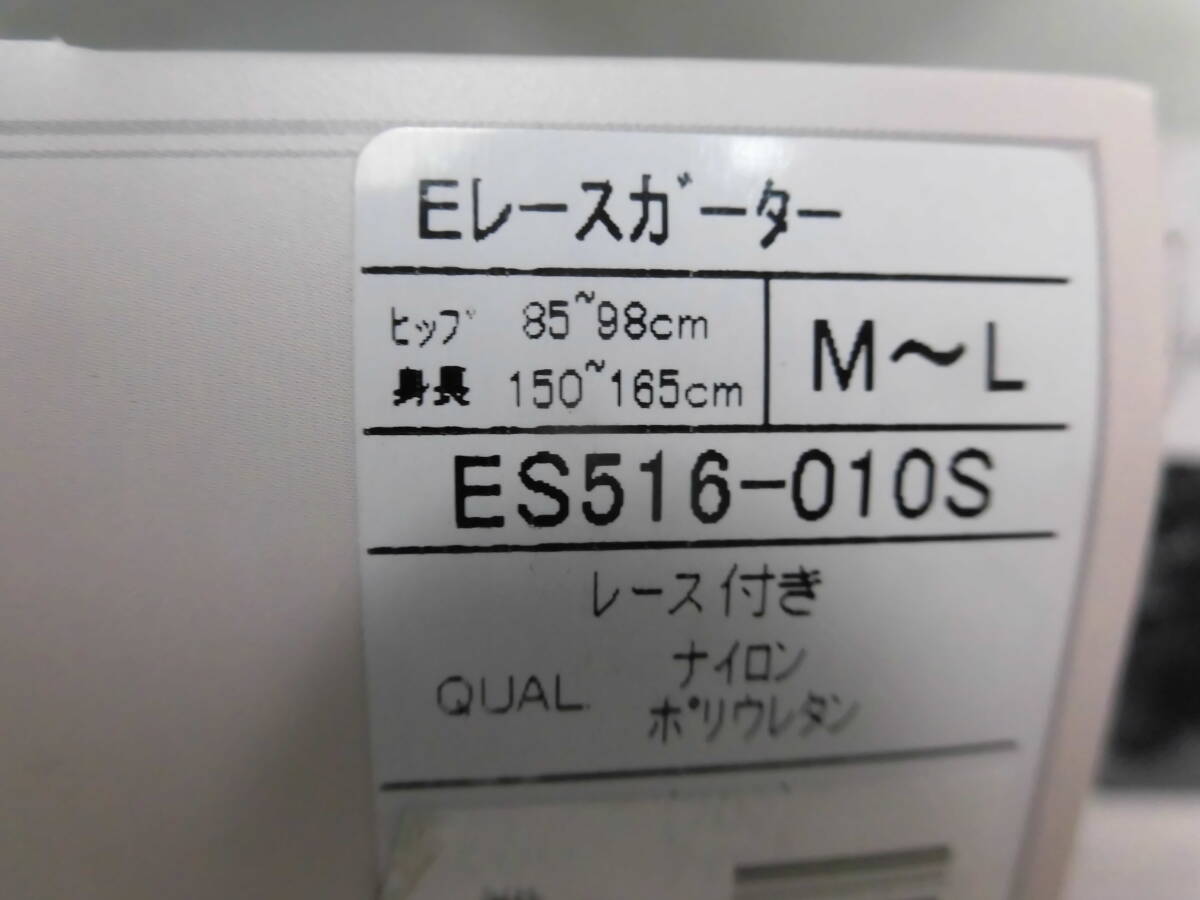 Eレースガーター
ヒップ 85~98cm
身長 150~165cm
M〜L
ES516-010S
レース付き
QUAL. ナイロン
ポリウレタン